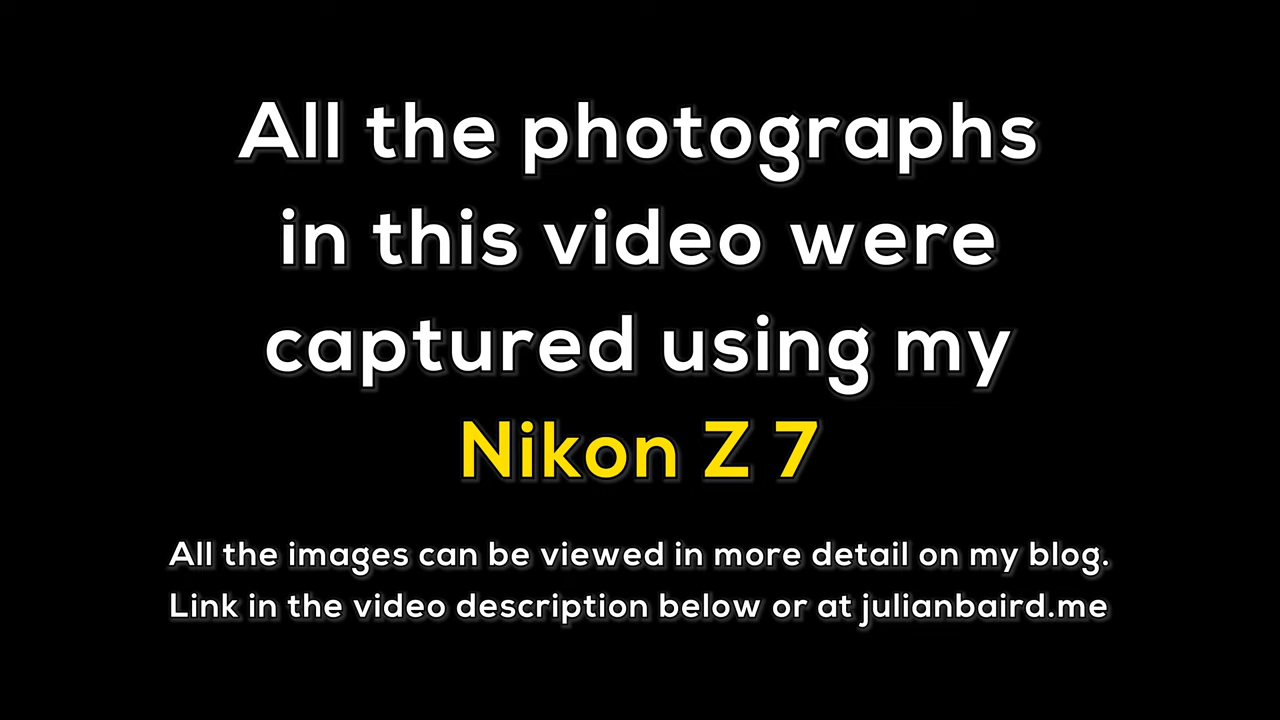 All the photographs
in this video were
captured using my
Nikon Z 7
All the images can be viewed in more detail on my blog.
Link in the video description below or at julianbaird.me